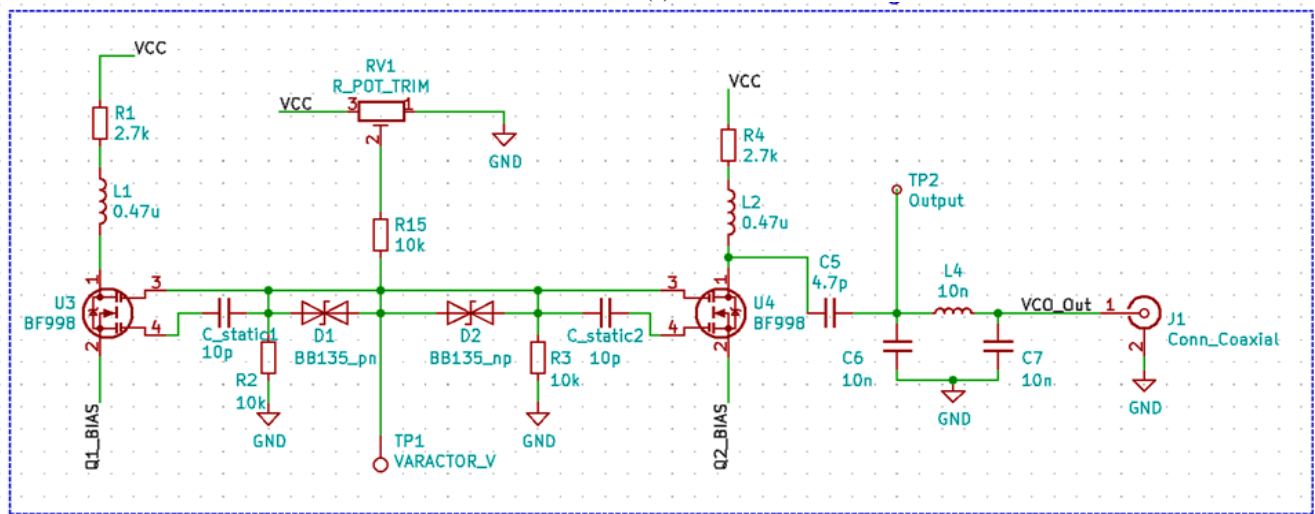 VCC
R1
2.7k
L1
0.47u
1
U3
BF998
3
4
2
Q1_BIAS
RV1
R_POT_TRIM
VCC
3
1
2
GND
R15
10k
C_static1
10p
D1
BB135_pn
R2
10k
GND
D2
BB135_np
R3
10k
GND
C_static2
10p
TP1
VARACTOR_V
VCC
R4
2.7k
L2
0.47u
3
4
1
U4
BF998
2
Q2_BIAS
C5
4.7p
TP2
Output
L4
10n
C6
10n
C7
10n
GND
VCO_Out
1
J1
Conn_Coaxial
2
GND